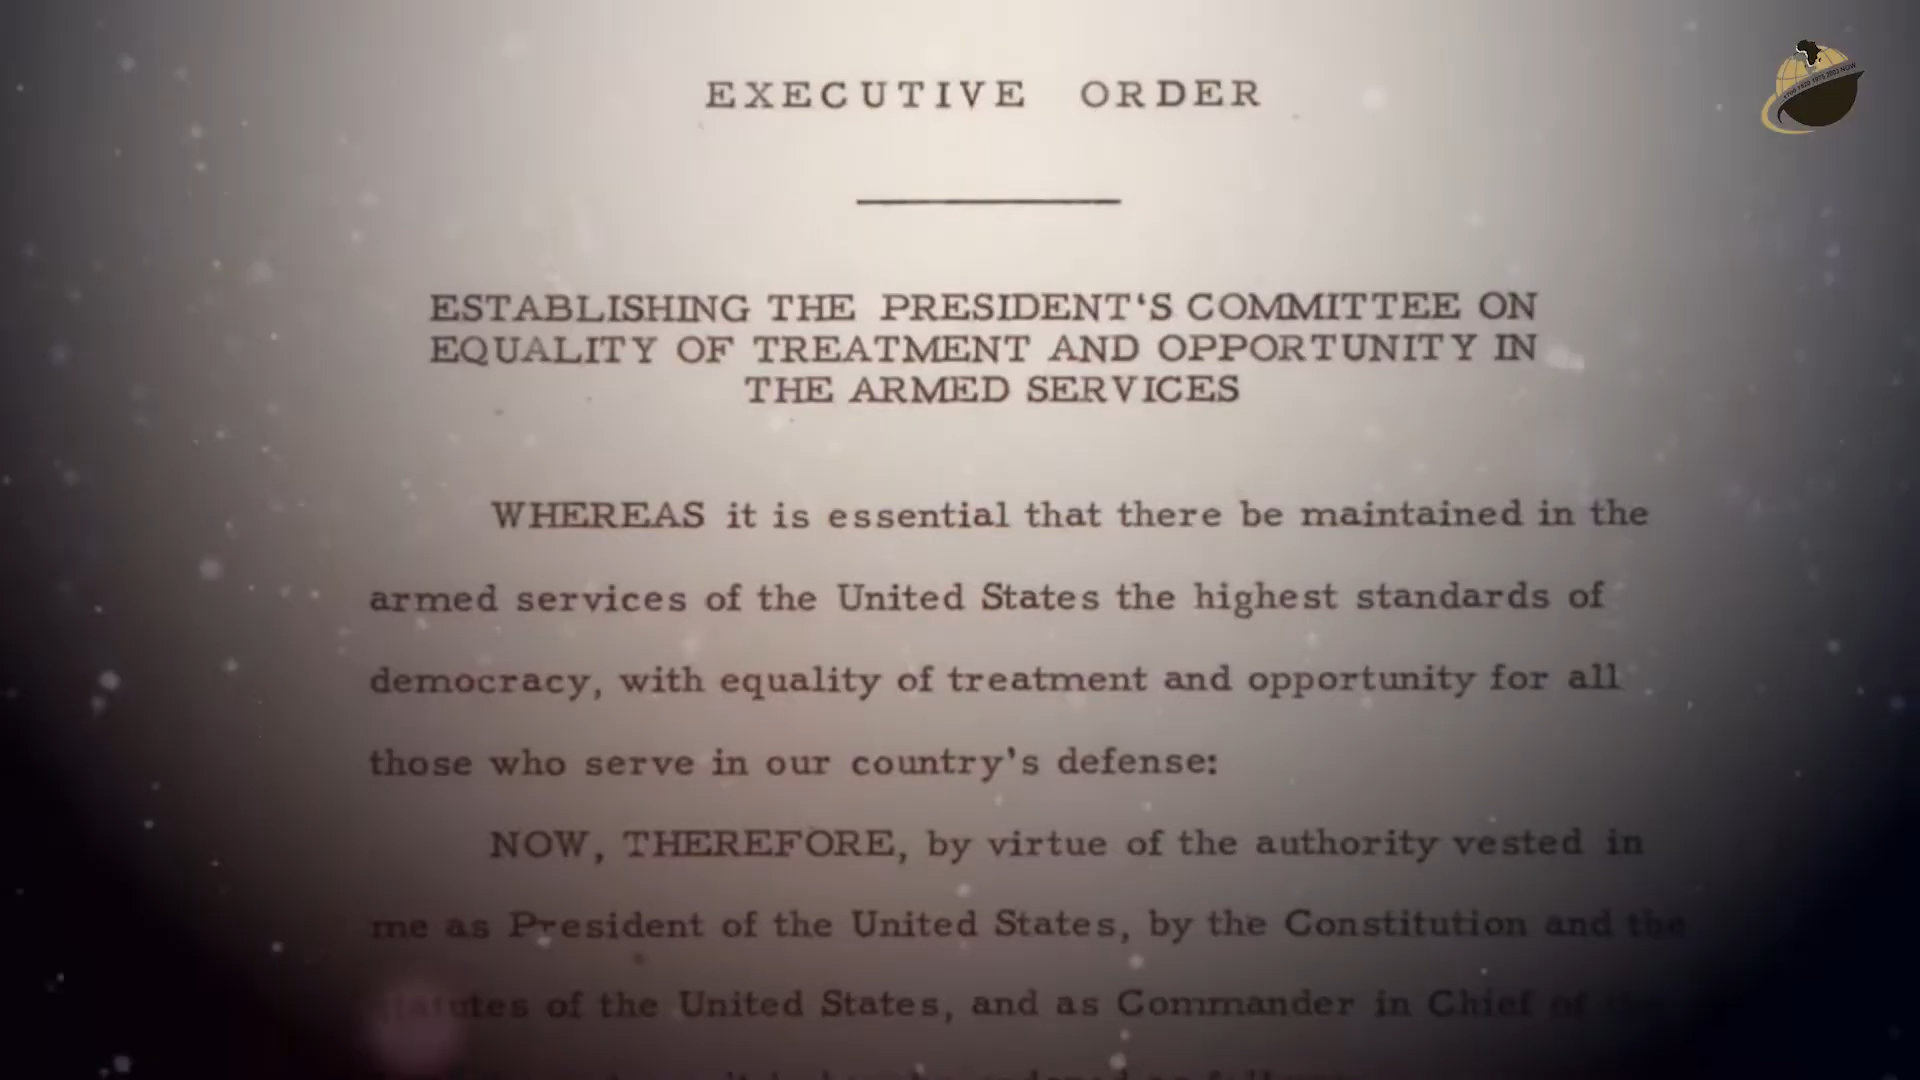 EXECUTIVE ORDER
ESTABLISHING THE PRESIDENT'S COMMITTEE ON
EQUALITY OF TREATMENT AND OPPORTUNITY IN
THE ARMED SERVICES
WHEREAS it is essential that there be maintained in the
armed services of the United States the highest standards of
democracy, with equality of treatment and opportunity for all
those who serve in our country's defense:
NOW, THEREFORE, by virtue of the authority vested in
me as President of the United States, by the Constitution and the
statutes of the United States, and as Commander in Chief of